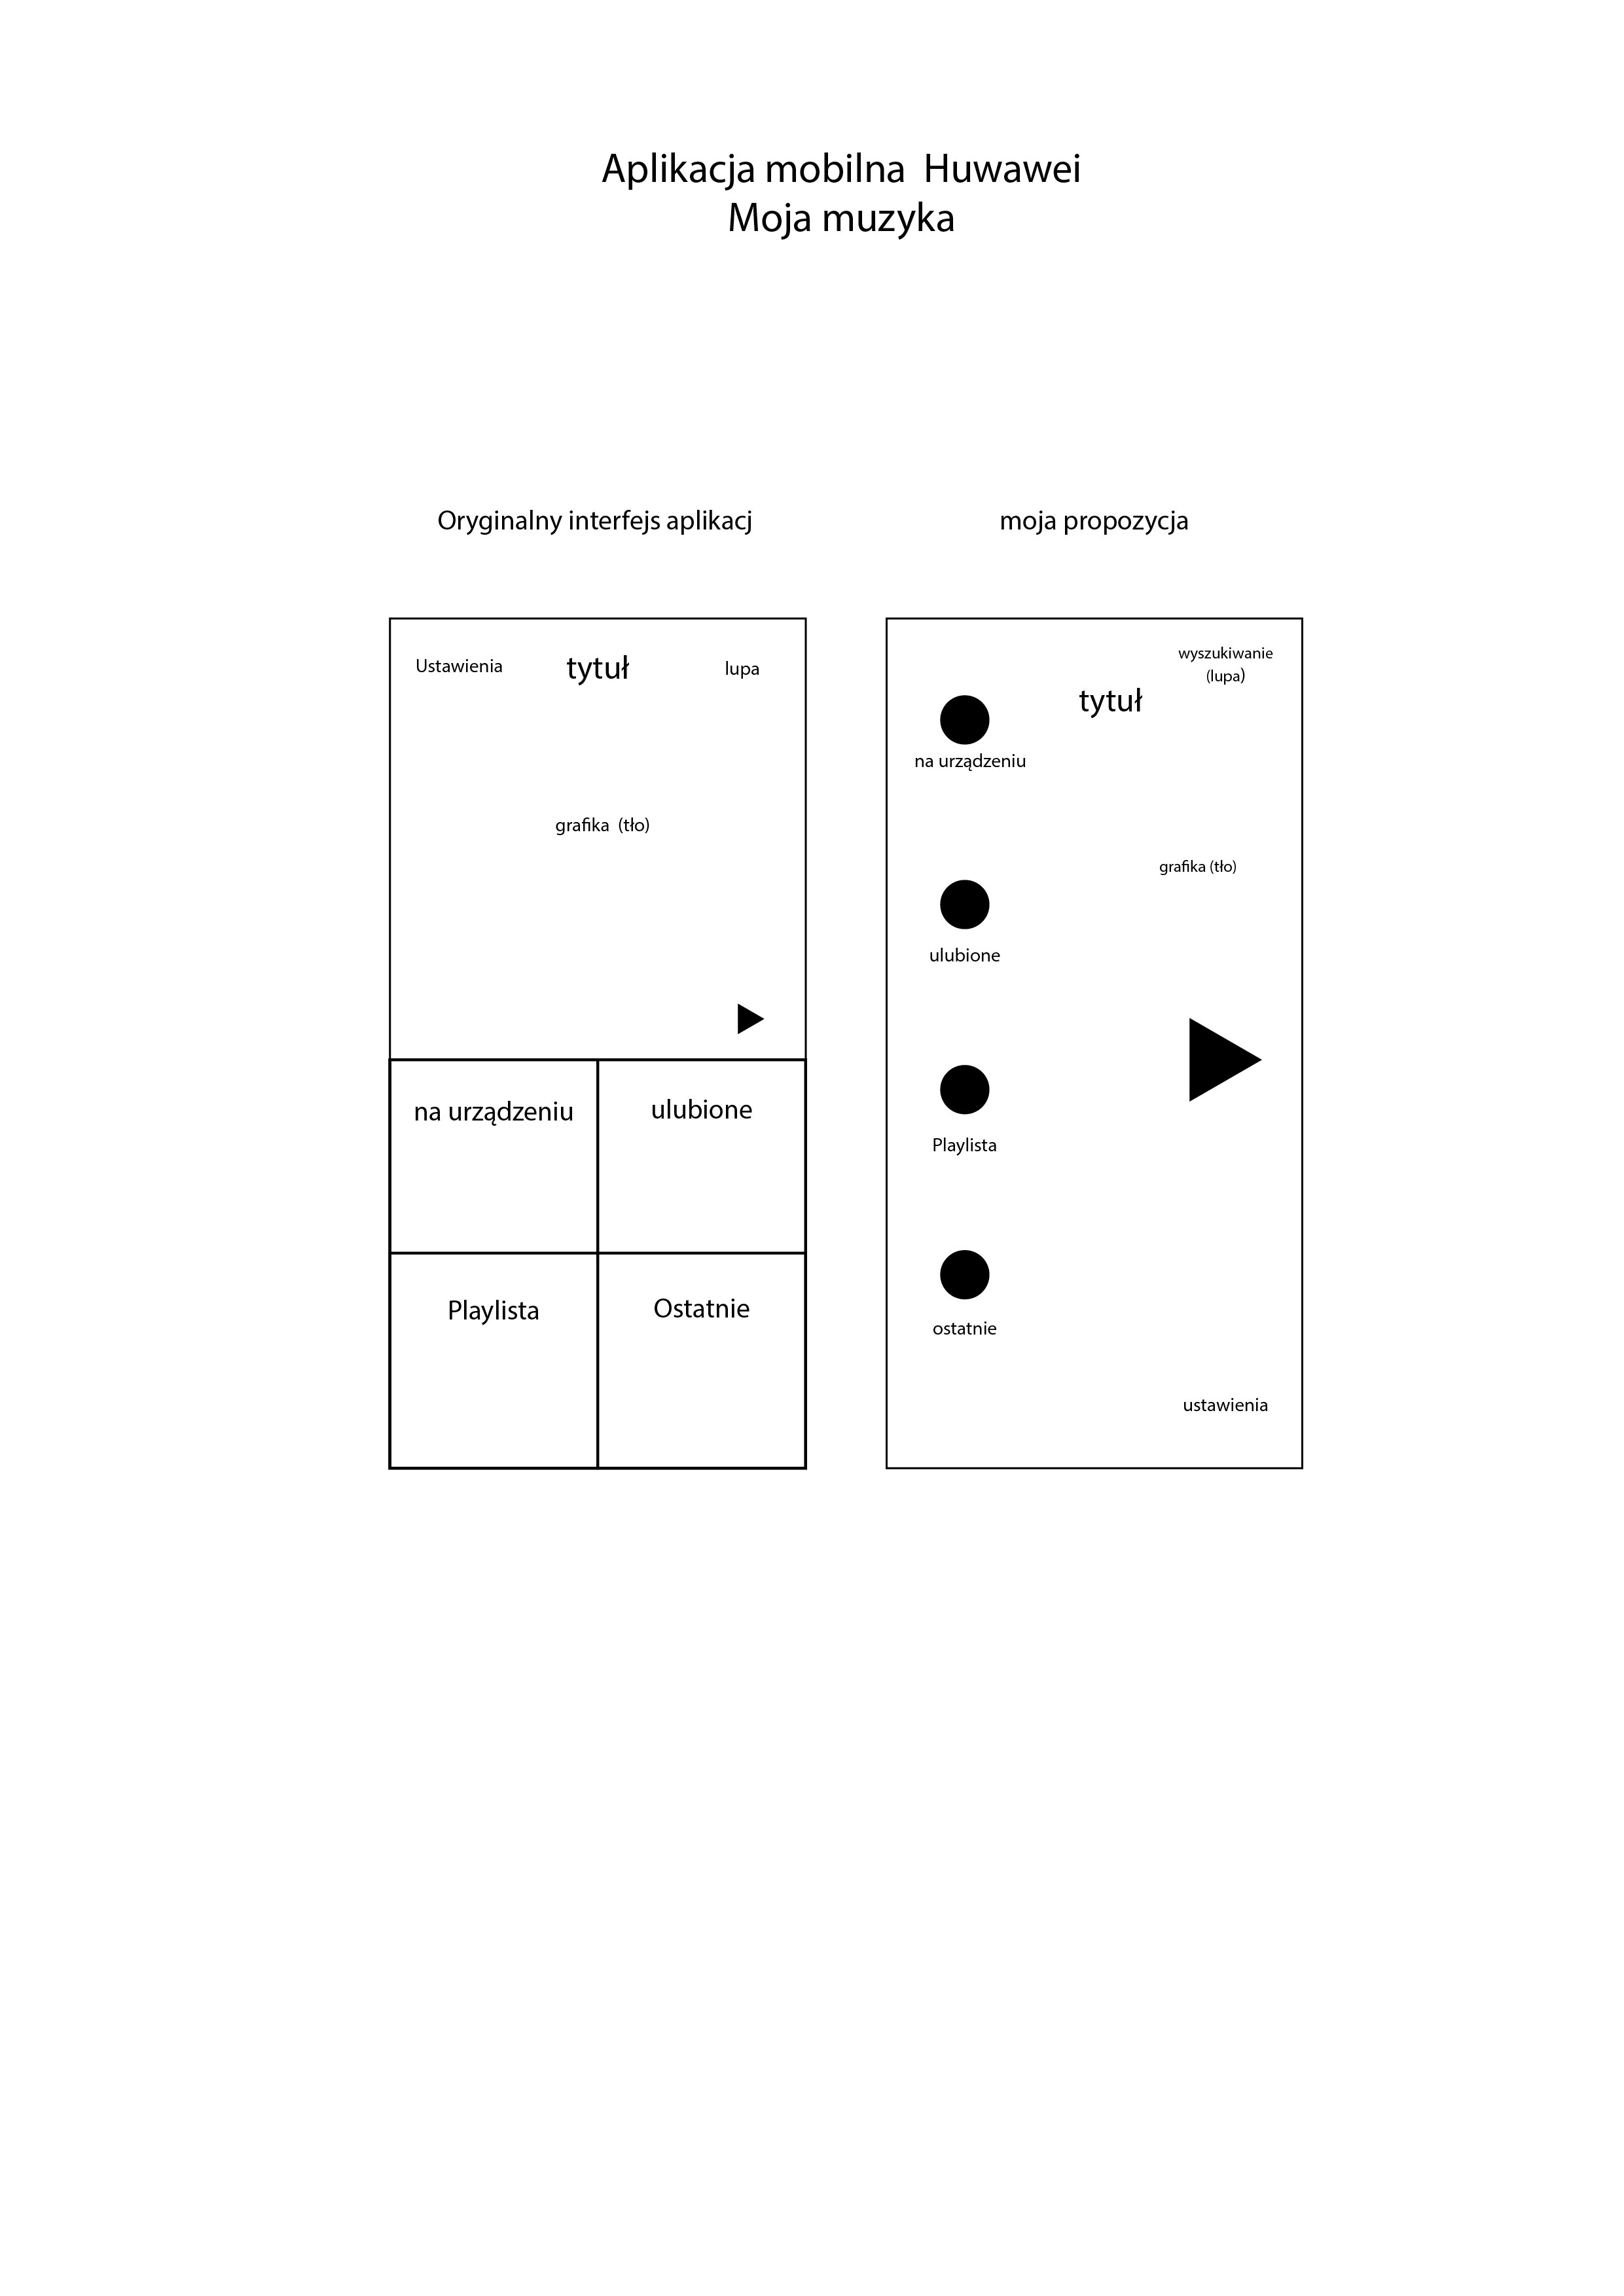 Aplikacja mobilna  Huwawei
Moja muzyka
Oryginalny interfejs aplikacj
moja propozycja
Ustawienia
tytuł
lupa
grafika  (tło)
na urządzeniu
ulubione
Playlista
Ostatnie
wyszukiwanie
(lupa)
tytuł
na urządzeniu
grafika (tło)
ulubione
Playlista
ostatnie
ustawienia